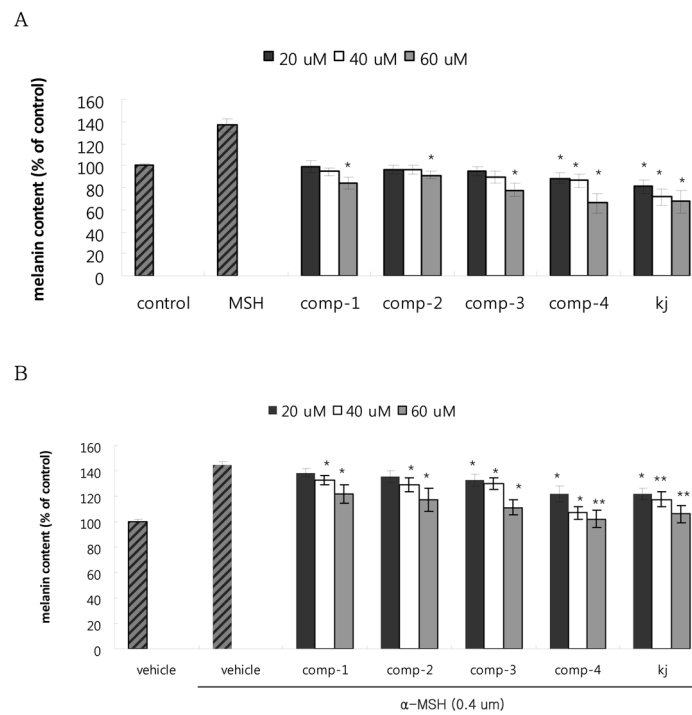 A
20 uM 40 uM 60 uM
melanin content (% of control)
160
140
120
100
80
60
40
20
0
* * * * * * * * *
control MSH comp-1 comp-2 comp-3 comp-4 kj
B
20 uM 40 uM 60 uM
melanin content (% of control)
160
140
120
100
80
60
40
20
0
* * * * * * * * * ** * ** **
vehicle vehicle comp-1 comp-2 comp-3 comp-4 kj
α-MSH (0.4 um)